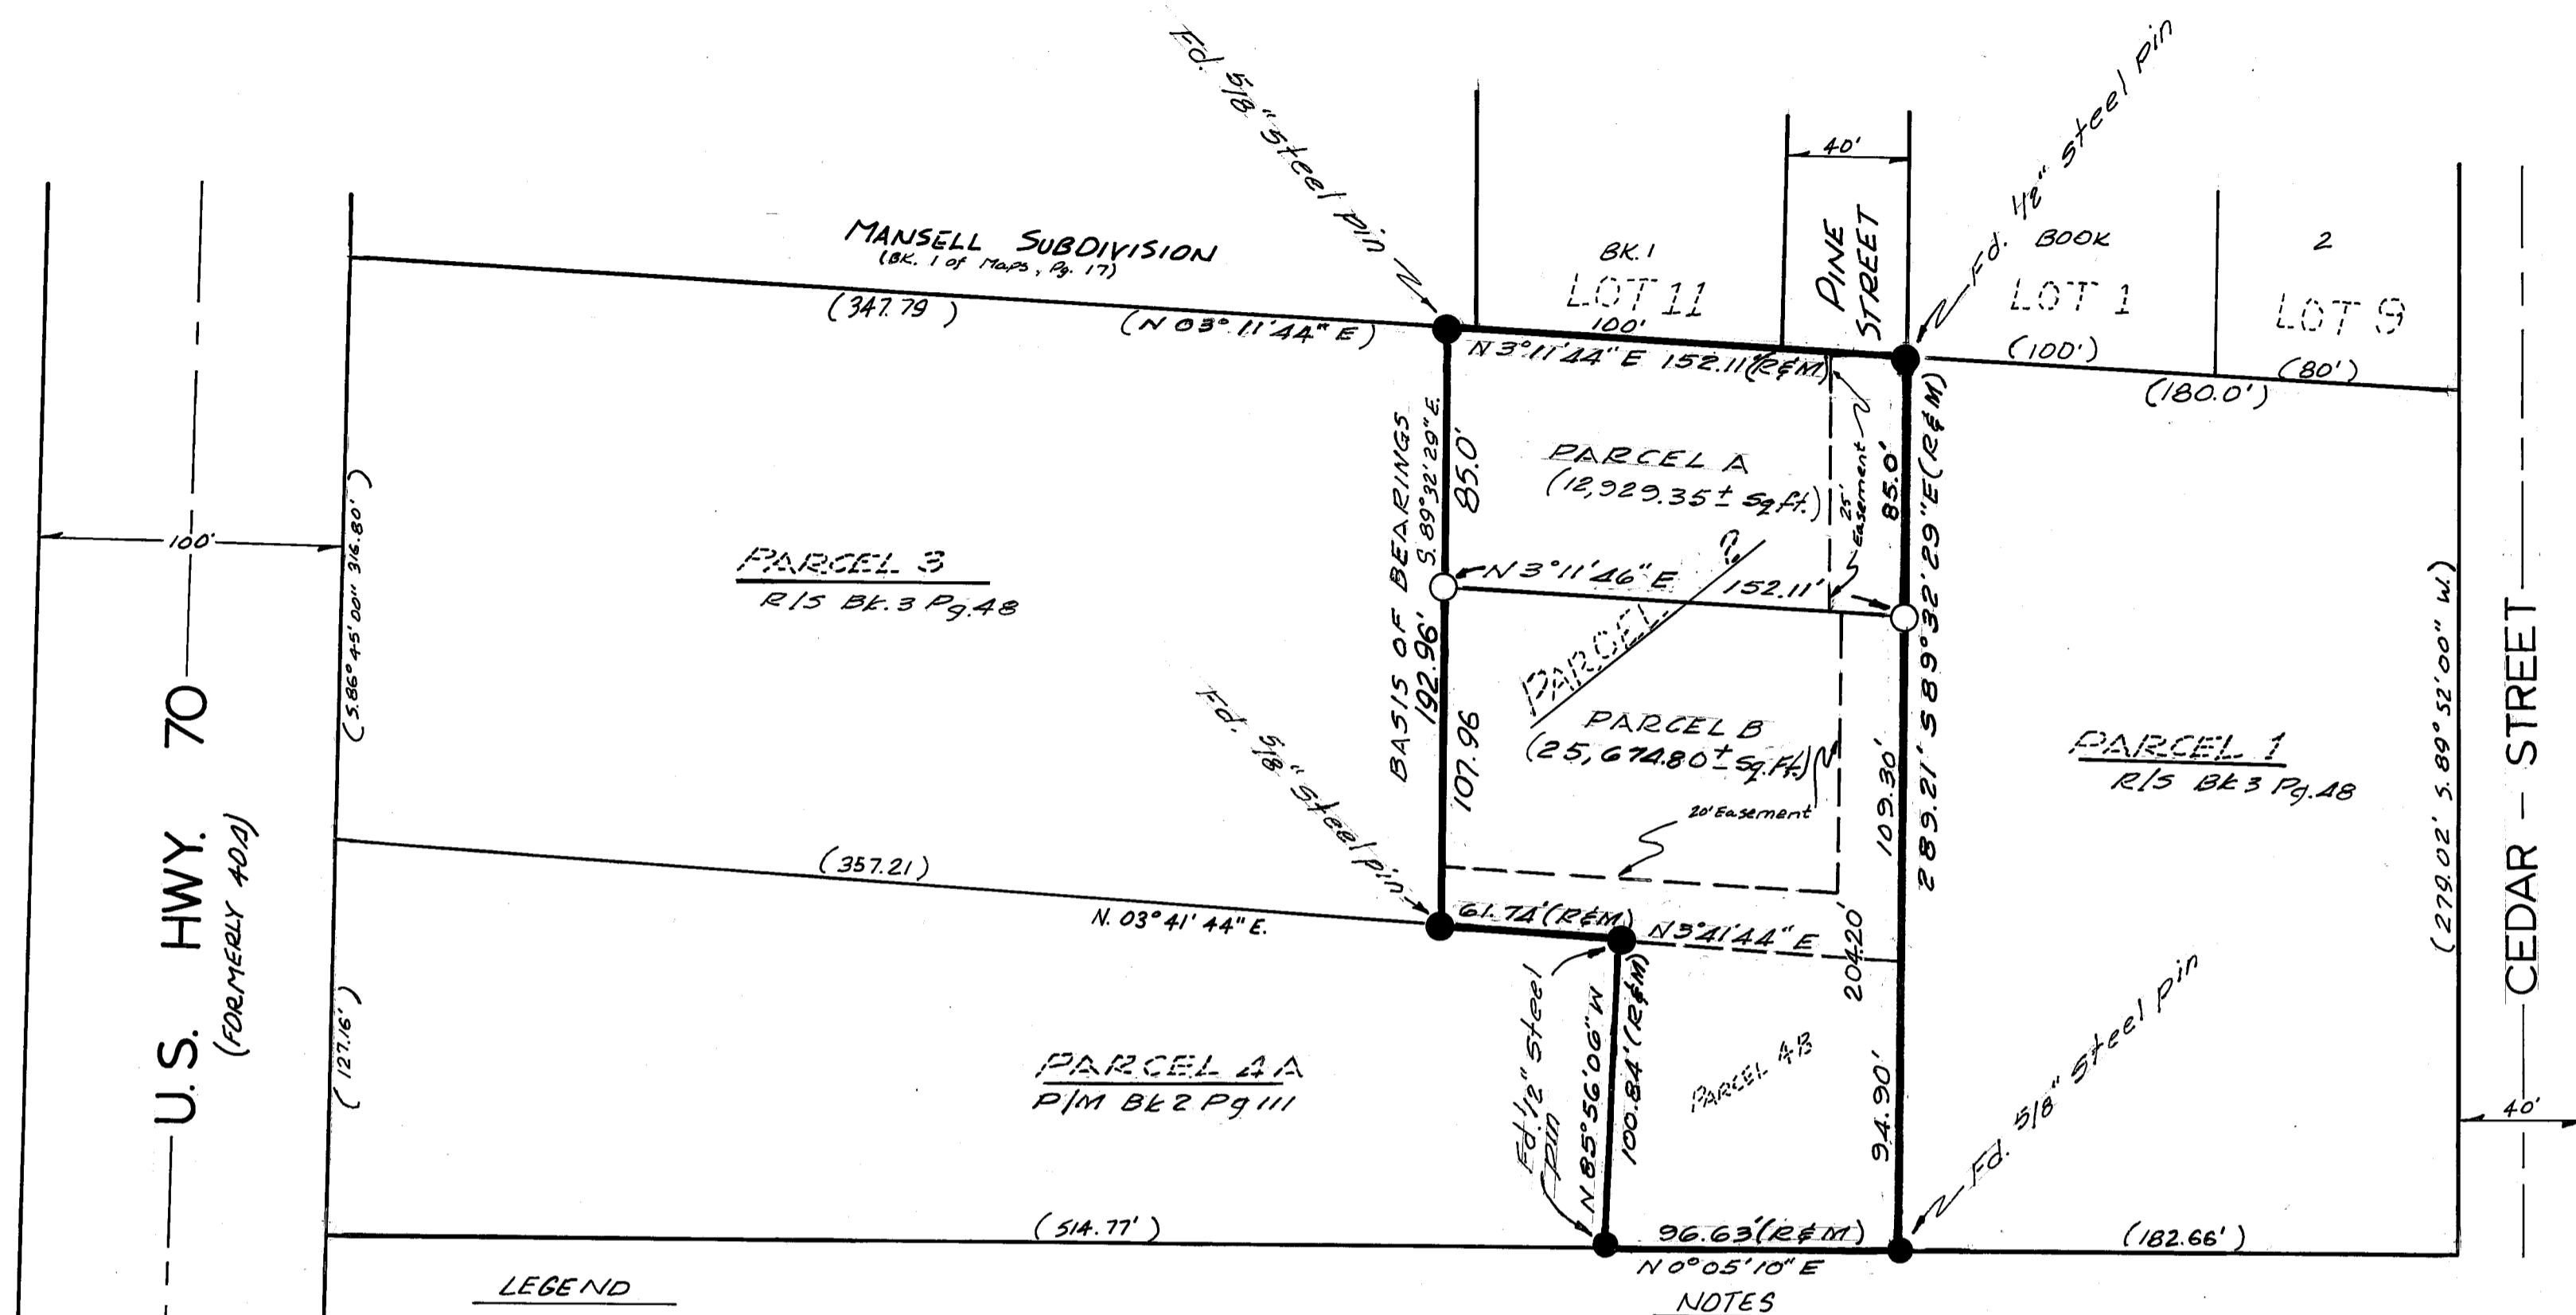 Fd. 5/8" Steel pin
Fd. 1/2" Steel pin
40'
PINE
STREET
BK. 1
LOT 11
100'
BOOK
2
LOT 1
LOT 9
(100')
(80')
(180.0')
MANSELL SUBDIVISION
(BK. 1 of Maps, Pg. 17)
(347.79 )
(N 03° 11' 44" E)
N 3° 11' 44" E 152.11'(R&M)
100'
(S.86° 45' 00" 316.80')
PARCEL 3
R/S BK. 3 Pg. 48
BASIS OF BEARINGS
S. 89° 32' 29" E.
85.0'
192.96'
107.96
PARCEL A
(12,929.35 ± Sq. ft.)
25'
Easement
85.0'
N 3° 11' 46" E
152.11'
PARCEL 2
PARCEL B
(25,674.80 ± Sq. Ft.)
20' Easement
109.30'
289.21' S 89° 32' 29" E (R&M)
204.20'
94.90'
PARCEL 1
R/S BK 3 Pg. 48
(279.02' S. 89° 52' 00" W.)
CEDAR - STREET
40'
U.S. HWY. 70
(FORMERLY 40A)
(357.21)
N. 03° 41' 44" E.
Fd. 5/8" Steel pin
61.74' (R&M)
N 3° 41' 44" E
(127.16')
PARCEL 4A
P/M BK 2 Pg 111
Fd. 1/2" Steel
pin
N 85° 56' 06" W
100.84' (R&M)
PARCEL 4B
Fd. 5/8" Steel pin
(514.77')
96.63' (R&M)
N 0° 05' 10" E
(182.66')
LEGEND
NOTES